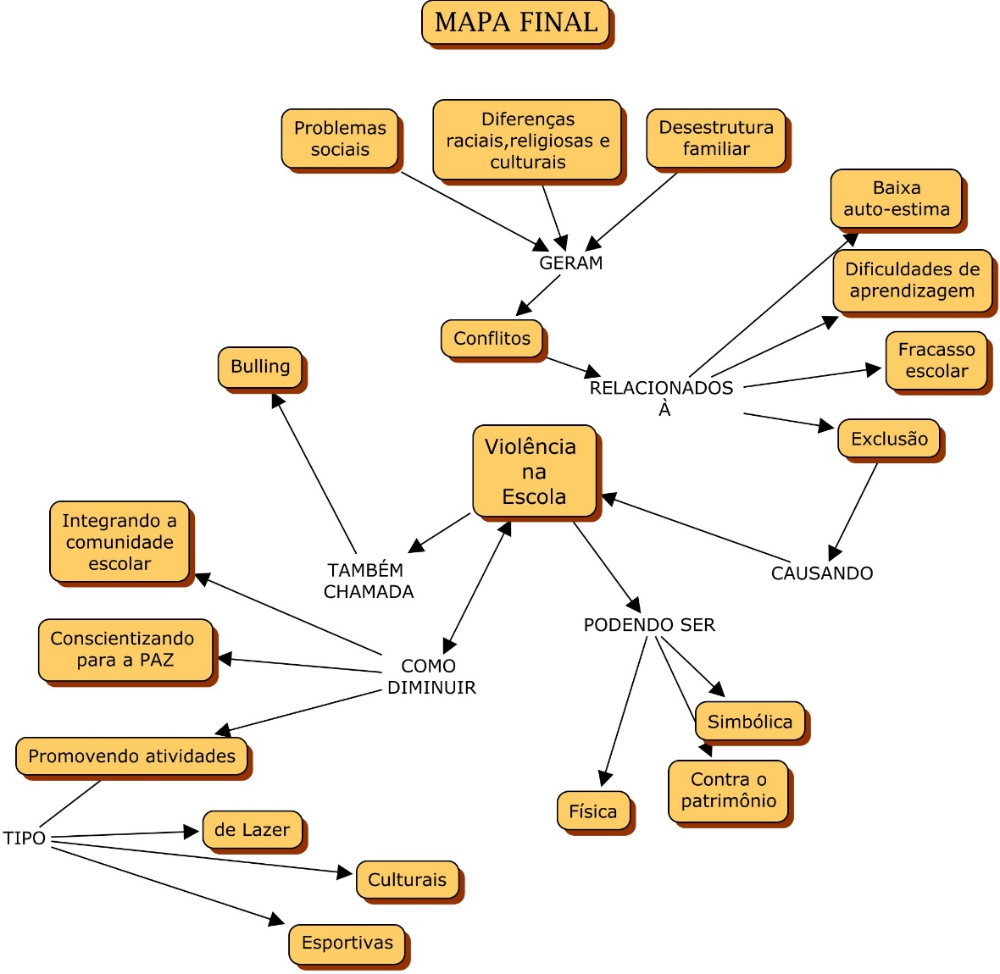 MAPA FINAL
Problemas
sociais
Diferenças
raciais,religiosas e
culturais
Desestrutura
familiar
Baixa
auto-estima
GERAM
Dificuldades de
aprendizagem
Conflitos
Fracasso
escolar
Bulling
RELACIONADOS
À
Exclusão
Violência
na
Escola
Integrando a
comunidade
escolar
TAMBÉM
CHAMADA
CAUSANDO
PODENDO SER
Conscientizando
para a PAZ
COMO
DIMINUIR
Simbólica
Promovendo atividades
Contra o
patrimônio
Física
TIPO
de Lazer
Culturais
Esportivas